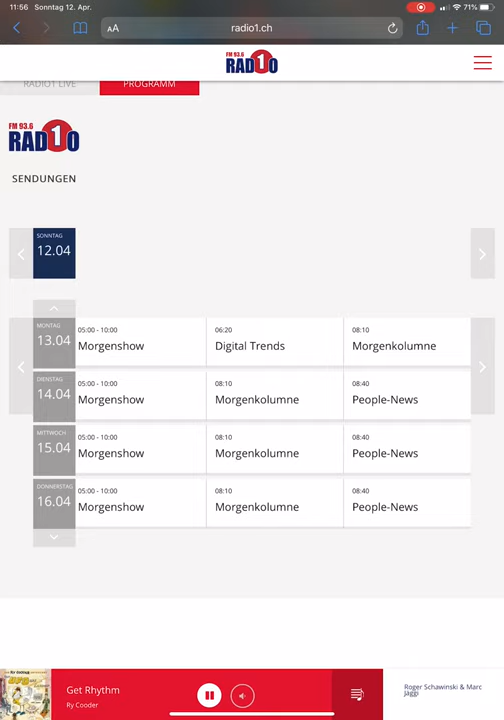 11:56 Sonntag 12. Apr.
71%
AA
radio1.ch
FM 93.6
RAD1O
RADIO1 LIVE
PROGRAMM
FM 93.6
RAD1O
SENDUNGEN
SONNTAG
12.04
MONTAG
13.04
05:00 - 10:00
Morgenshow
06:20
Digital Trends
08:10
Morgenkolumne
DIENSTAG
14.04
05:00 - 10:00
Morgenshow
08:10
Morgenkolumne
08:40
People-News
MITTWOCH
15.04
05:00 - 10:00
Morgenshow
08:10
Morgenkolumne
08:40
People-News
DONNERSTAG
16.04
05:00 - 10:00
Morgenshow
08:10
Morgenkolumne
08:40
People-News
Get Rhythm
Ry Cooder
Roger Schawinski & Marc
Jäggi